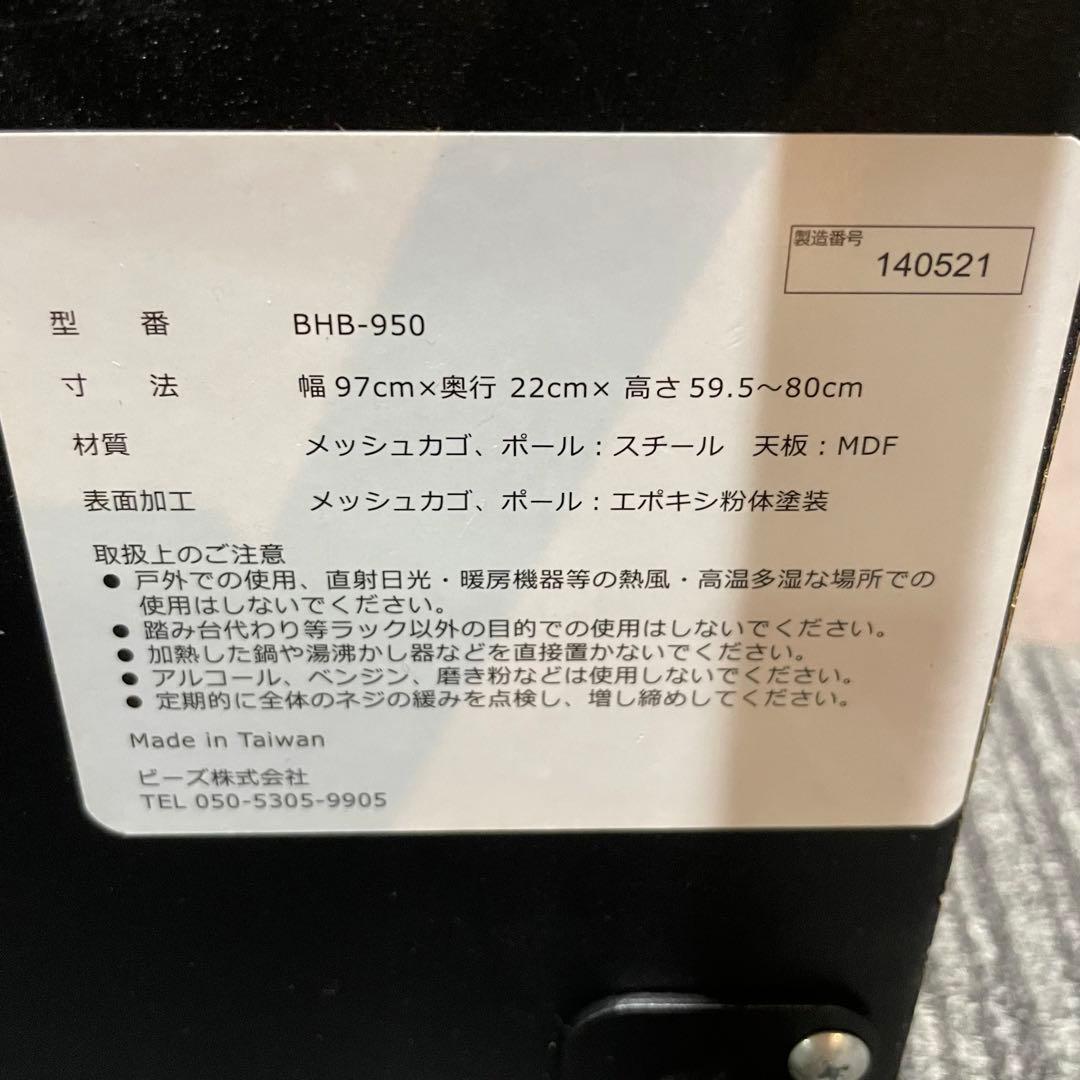 製造番号
140521
型 番 BHB-950
寸 法 幅97cm×奥行 22cm× 高さ59.5～80cm
材質 メッシュカゴ、ポール：スチール 天板：MDF
表面加工 メッシュカゴ、ポール：エポキシ粉体塗装
取扱上のご注意
● 戸外での使用、直射日光・暖房機器等の熱風・高温多湿な場所での
使用はしないでください。
● 踏み台代わり等ラック以外の目的での使用はしないでください。
● 加熱した鍋や湯沸かし器などを直接置かないでください。
● アルコール、ベンジン、磨き粉などは使用しないでください。
● 定期的に全体のネジの緩みを点検し、増し締めしてください。
Made in Taiwan
ビーズ株式会社
TEL 050-5305-9905